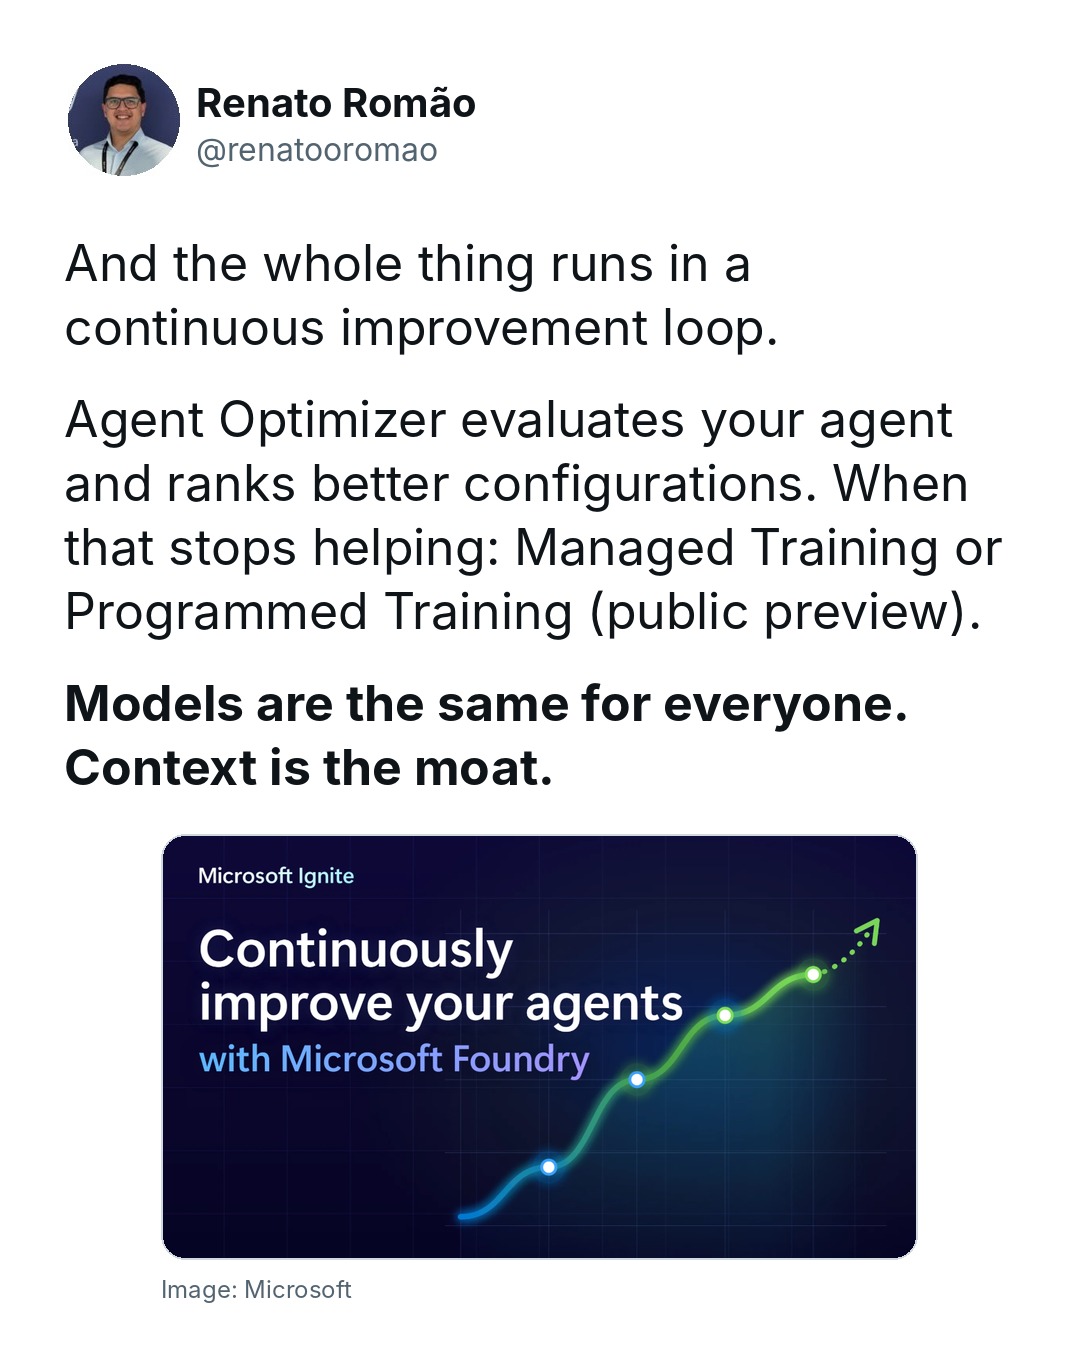 Renato Romão
@renatooromao
And the whole thing runs in a
continuous improvement loop.
Agent Optimizer evaluates your agent
and ranks better configurations. When
that stops helping: Managed Training or
Programmed Training (public preview).
Models are the same for everyone.
Context is the moat.
Microsoft Ignite
Continuously
improve your agents
with Microsoft Foundry
Image: Microsoft